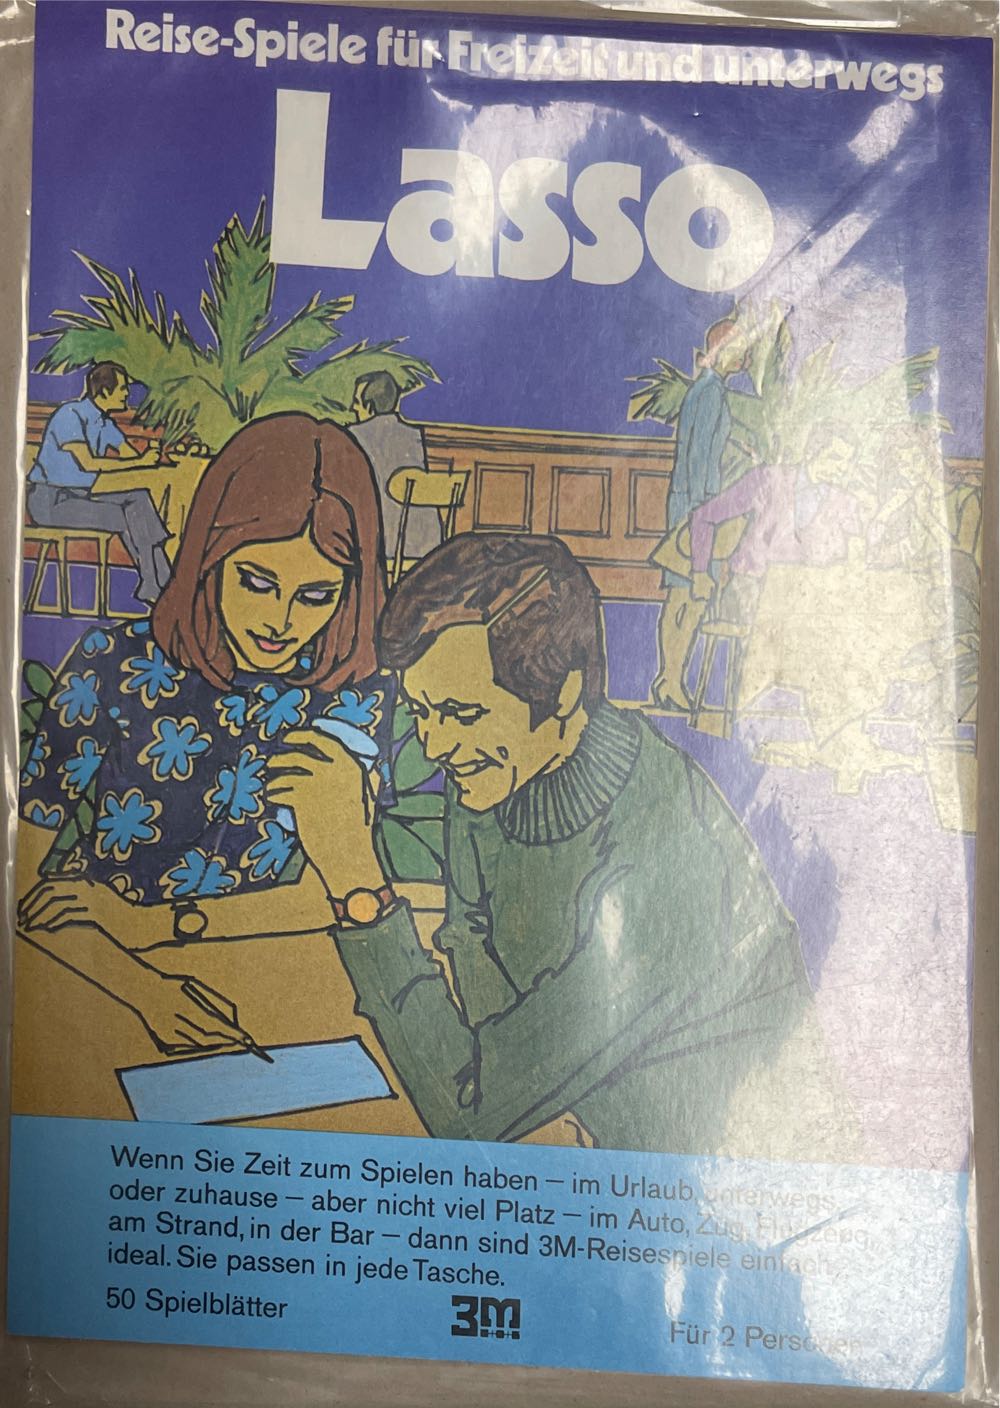 Reise-Spiele für Freizeit und unterwegs
Lasso
Wenn Sie Zeit zum Spielen haben – im Urlaub, unterwegs,
oder zuhause – aber nicht viel Platz – im Auto, Zug, Flugzeug,
am Strand, in der Bar – dann sind 3M-Reisespiele einfach
ideal. Sie passen in jede Tasche.
50 Spielblätter
3M
Für 2 Personen